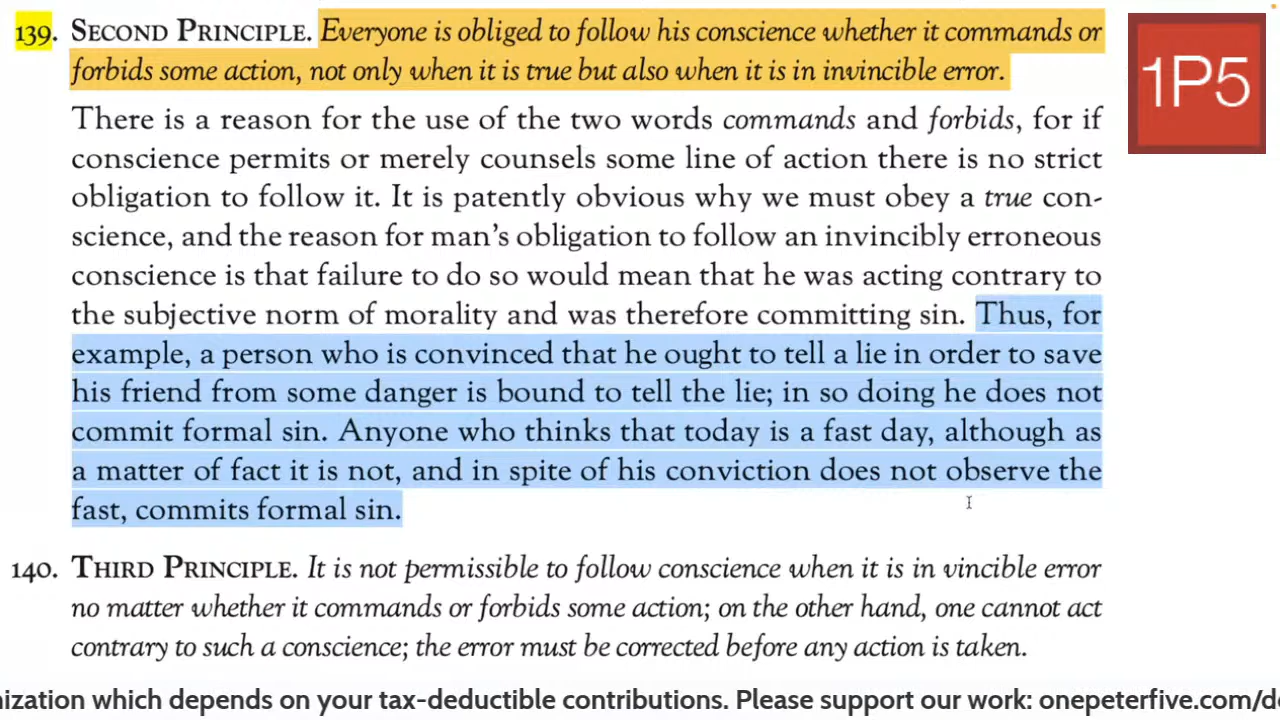 139. SECOND PRINCIPLE. Everyone is obliged to follow his conscience whether it commands or
forbids some action, not only when it is true but also when it is in invincible error.
1P5
There is a reason for the use of the two words commands and forbids, for if
conscience permits or merely counsels some line of action there is no strict
obligation to follow it. It is patently obvious why we must obey a true con-
science, and the reason for man's obligation to follow an invincibly erroneous
conscience is that failure to do so would mean that he was acting contrary to
the subjective norm of morality and was therefore committing sin. Thus, for
example, a person who is convinced that he ought to tell a lie in order to save
his friend from some danger is bound to tell the lie; in so doing he does not
commit formal sin. Anyone who thinks that today is a fast day, although as
a matter of fact it is not, and in spite of his conviction does not observe the
fast, commits formal sin.
140. THIRD PRINCIPLE. It is not permissible to follow conscience when it is in vincible error
no matter whether it commands or forbids some action; on the other hand, one cannot act
contrary to such a conscience; the error must be corrected before any action is taken.
which depends on your tax-deductible contributions. Please support our work: onepeterfive.com/